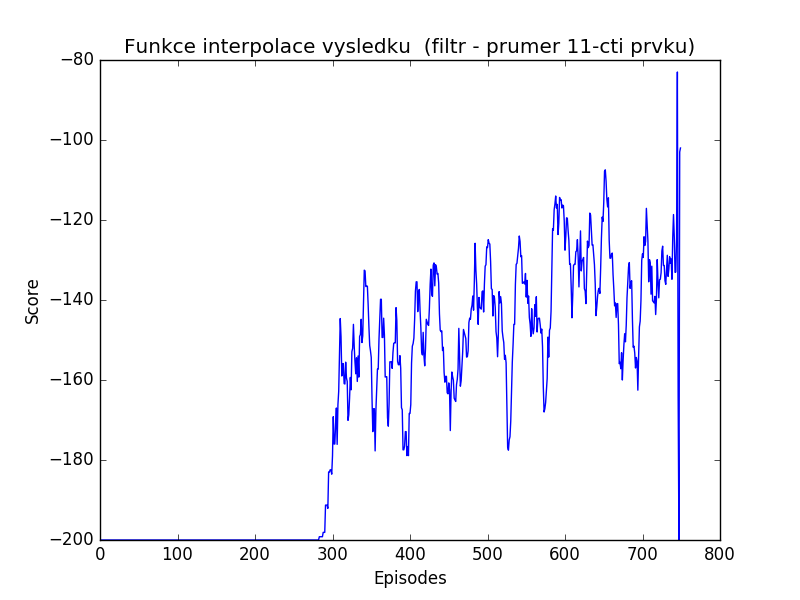 Funkce interpolace vysledku  (filtr - prumer 11-cti prvku)
−80
−100
−120
−140
−160
−180
−200
Score
0 100 200 300 400 500 600 700 800
Episodes